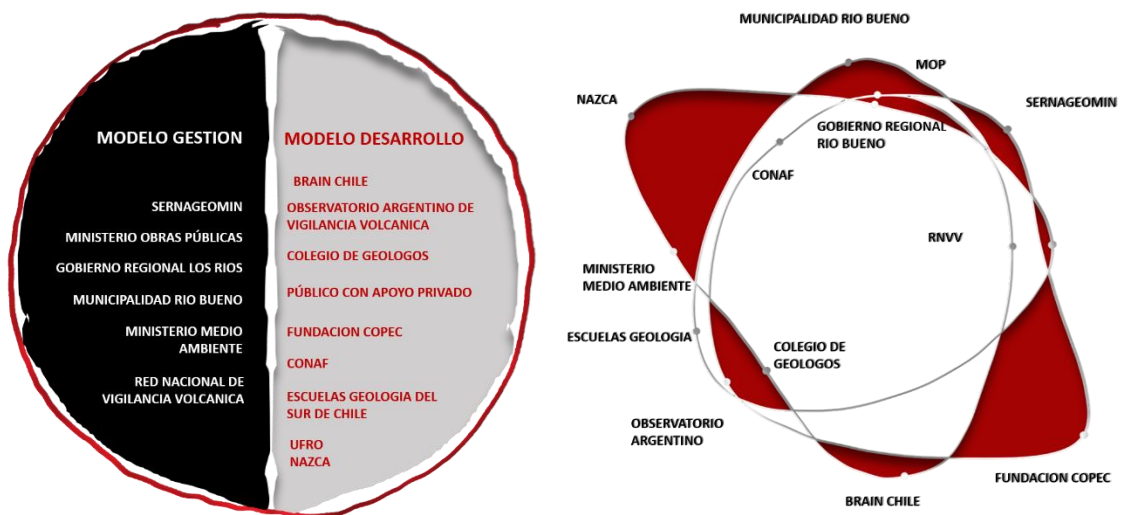 MODELO GESTION
SERNAGEOMIN
MINISTERIO OBRAS PÚBLICAS
GOBIERNO REGIONAL LOS RIOS
MUNICIPALIDAD RIO BUENO
MINISTERIO MEDIO
AMBIENTE
RED NACIONAL DE
VIGILANCIA VOLCANICA
MODELO DESARROLLO
BRAIN CHILE
OBSERVATORIO ARGENTINO DE
VIGILANCIA VOLCANICA
COLEGIO DE GEOLOGOS
PÚBLICO CON APOYO PRIVADO
FUNDACION COPEC
CONAF
ESCUELAS GEOLOGIA DEL
SUR DE CHILE
UFRO
NAZCA
MUNICIPALIDAD RIO BUENO
MOP
NAZCA
SERNAGEOMIN
GOBIERNO REGIONAL
RIO BUENO
CONAF
RNVV
MINISTERIO
MEDIO AMBIENTE
ESCUELAS GEOLOGIA
COLEGIO DE
GEOLOGOS
OBSERVATORIO
ARGENTINO
FUNDACION COPEC
BRAIN CHILE